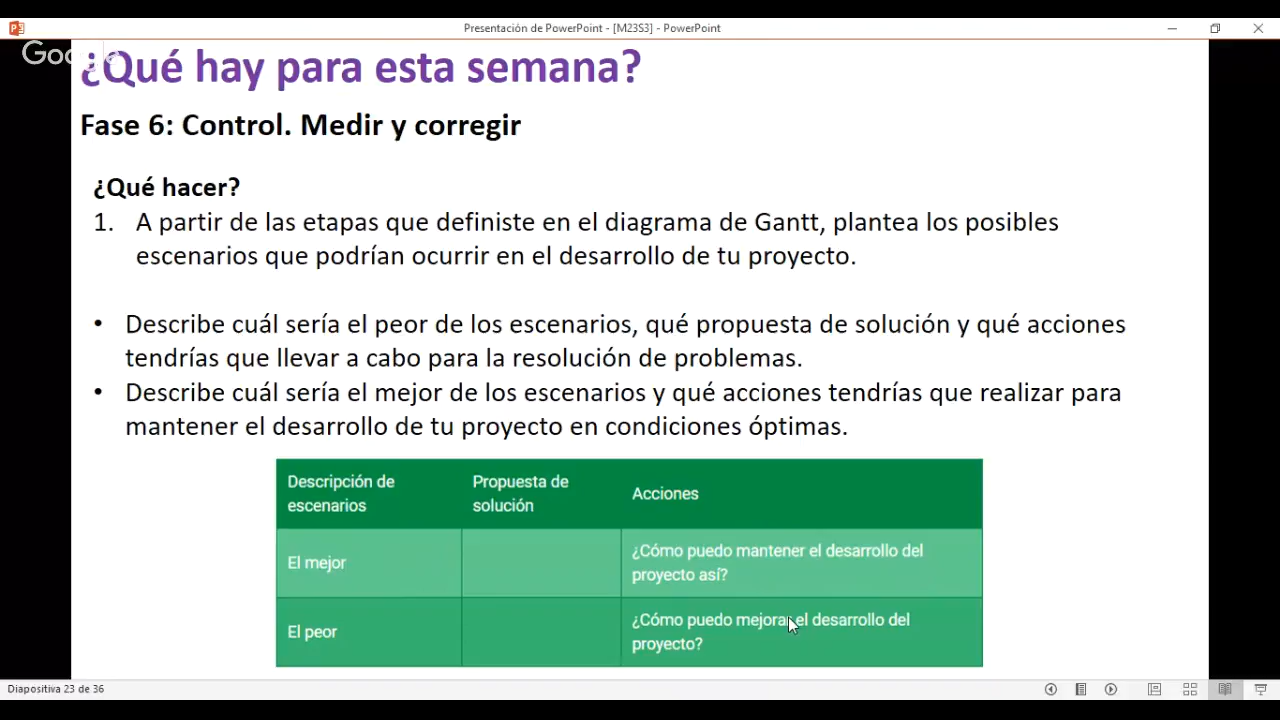 Presentación de PowerPoint - [M23S3] - PowerPoint
Google
¿Qué hay para esta semana?
Fase 6: Control. Medir y corregir
¿Qué hacer?
1. A partir de las etapas que definiste en el diagrama de Gantt, plantea los posibles
escenarios que podrían ocurrir en el desarrollo de tu proyecto.
• Describe cuál sería el peor de los escenarios, qué propuesta de solución y qué acciones
tendrías que llevar a cabo para la resolución de problemas.
• Describe cuál sería el mejor de los escenarios y qué acciones tendrías que realizar para
mantener el desarrollo de tu proyecto en condiciones óptimas.
Descripción de
escenarios
Propuesta de
solución
Acciones
El mejor
¿Cómo puedo mantener el desarrollo del
proyecto así?
El peor
¿Cómo puedo mejorar el desarrollo del
proyecto?
Diapositiva 23 de 36